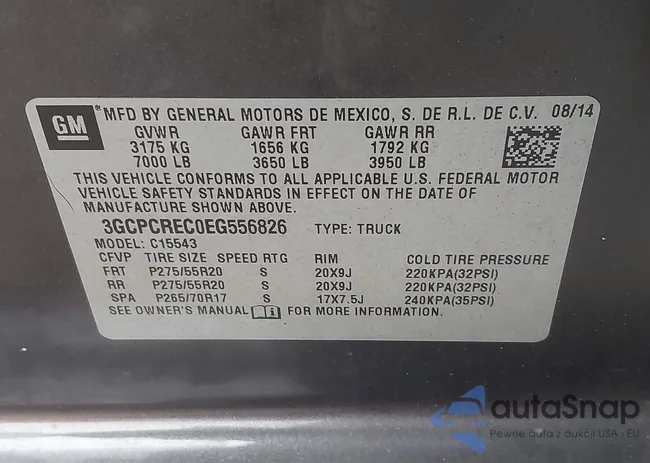 GM ® MFD BY GENERAL MOTORS DE MEXICO, S. DE R.L. DE C.V. 08/14
GVWR GAWR FRT GAWR RR
3175 KG 1656 KG 1792 KG
7000 LB 3650 LB 3950 LB
THIS VEHICLE CONFORMS TO ALL APPLICABLE U.S. FEDERAL MOTOR
VEHICLE SAFETY STANDARDS IN EFFECT ON THE DATE OF
MANUFACTURE SHOWN ABOVE.
3GCPCREC0EG556826 TYPE: TRUCK
MODEL: C15543
CFVP TIRE SIZE SPEED RTG RIM COLD TIRE PRESSURE
FRT P275/55R20 S 20X9J 220KPA(32PSI)
RR P275/55R20 S 20X9J 220KPA(32PSI)
SPA P265/70R17 S 17X7.5J 240KPA(35PSI)
SEE OWNER'S MANUAL FOR MORE INFORMATION.
autaSnap
Pewne auta z aukcji USA i EU